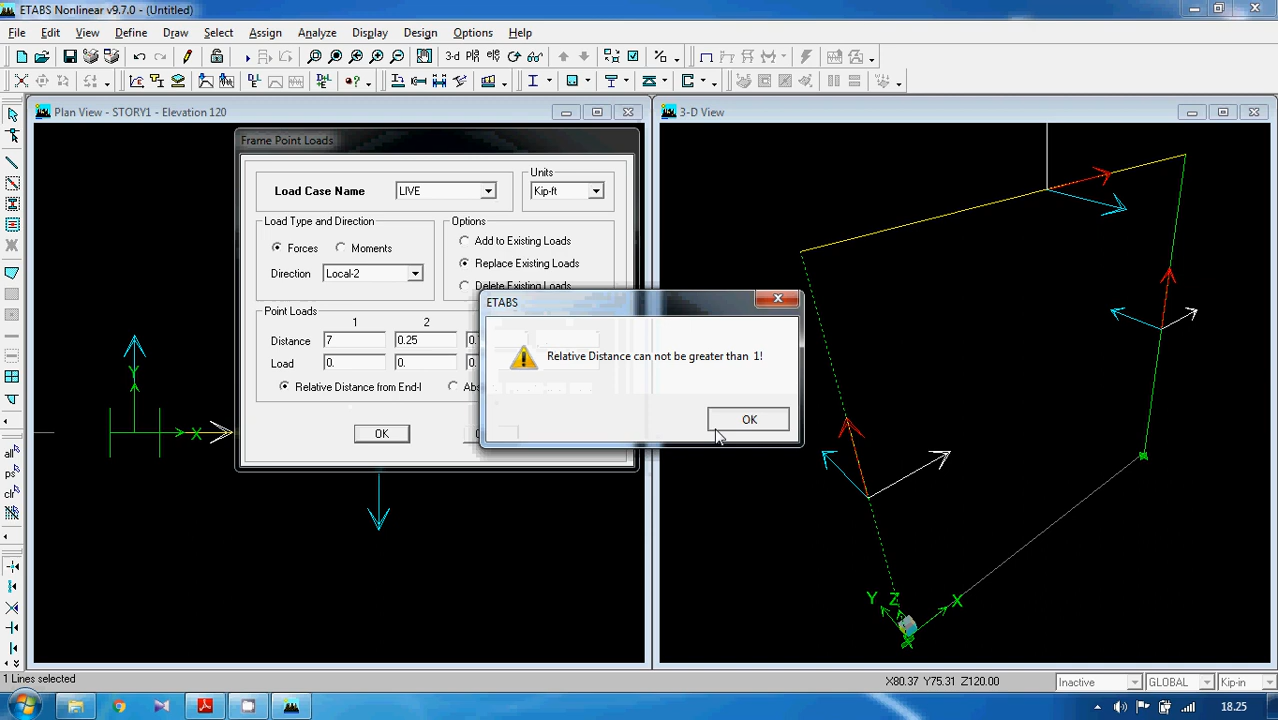 ETABS Nonlinear v9.7.0 - (Untitled)
File Edit View Define Draw Select Assign Analyze Display Design Options Help
3-d
Plan View - STORY1 - Elevation 120
3-D View
Frame Point Loads
Load Case Name
LIVE
Units
Kip-ft
Load Type and Direction
Forces
Moments
Direction
Local-2
Options
Add to Existing Loads
Replace Existing Loads
Delete Existing Loads
Point Loads
1 2
Distance 7 0.25
Load 0. 0.
Relative Distance from End-I
OK
ETABS
Relative Distance can not be greater than 1!
OK
Y
X
Y
Z
X
all
ps
clr
1 Lines selected
X80.37 Y75.31 Z120.00
Inactive
GLOBAL
Kip-in
18.25